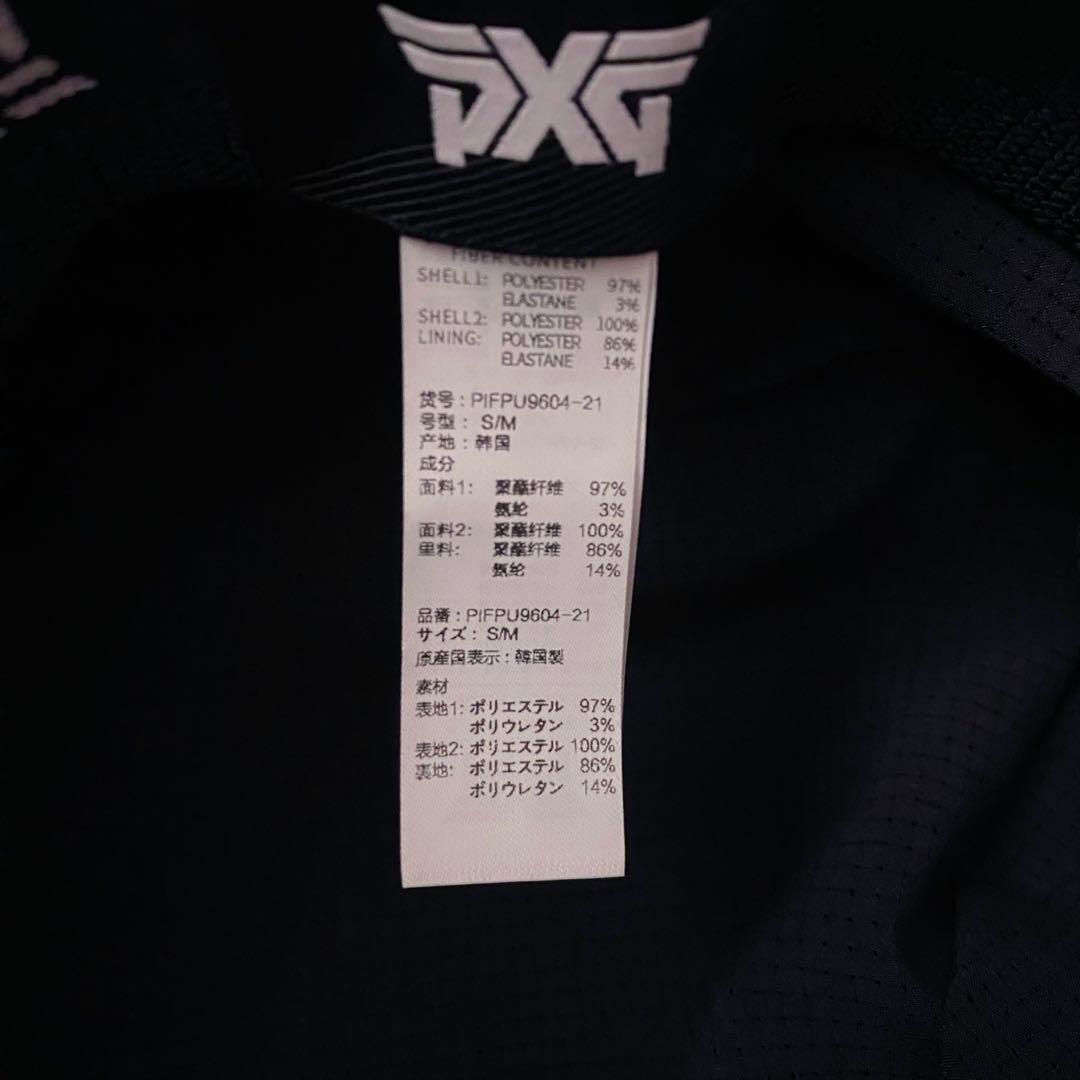 PXG
FIBER CONTENT
SHELL1: POLYESTER 97%
ELASTANE 3%
SHELL2: POLYESTER 100%
LINING: POLYESTER 86%
ELASTANE 14%
货号：PIFPU9604-21
号型： S/M
产地：韩国
成分
面料1: 聚酯纤维 97%
氨纶 3%
面料2: 聚酯纤维 100%
里料: 聚酯纤维 86%
氨纶 14%
品番：PIFPU9604-21
サイズ：S/M
原産国表示：韓国製
素材
表地1: ポリエステル 97%
ポリウレタン 3%
表地2: ポリエステル 100%
裏地: ポリエステル 86%
ポリウレタン 14%